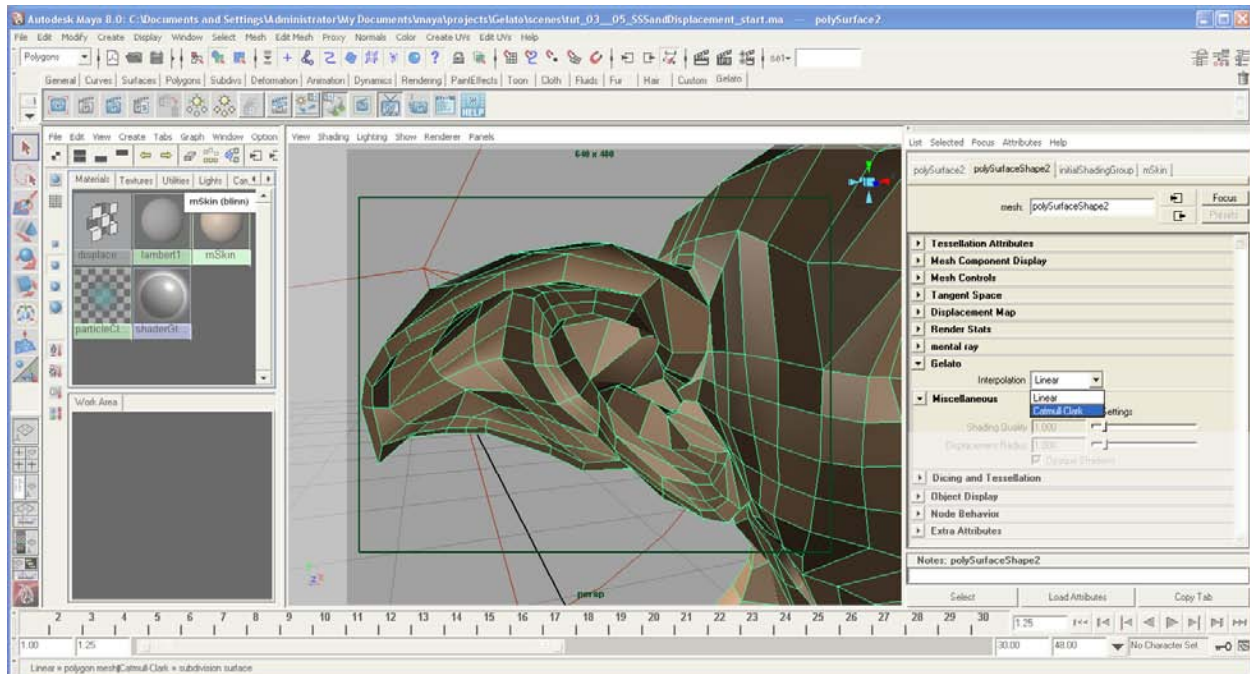 Autodesk Maya 8.0: C:\Documents and Settings\Administrator\My Documents\maya\projects\Gelato\scenes\tut_03__05_SSSandDisplacement_start.ma --- polySurface2
File Edit Modify Create Display Window Select Mesh Edit Mesh Proxy Normals Color Create UVs Edit UVs Help
Polygons
sel-
General Curves Surfaces Polygons Subdivs Deformation Animation Dynamics Rendering PaintEffects Toon Cloth Fluids Fur Hair Custom Gelato
HELP
File Edit View Create Tabs Graph Window Option
Materials Textures Utilities Lights
mSkin (blinn)
displace lambert1 mSkin
particleCl... shaderGl...
Work Area
View Shading Lighting Show Renderer Panels
640 x 480
persp
List Selected Focus Attributes Help
polySurface2 polySurfaceShape2 initialShadingGroup mSkin
mesh: polySurfaceShape2
Focus
Presets
Tessellation Attributes
Mesh Component Display
Mesh Controls
Tangent Space
Displacement Map
Render Stats
mental ray
Gelato
Interpolation Linear
Linear
Catmull-Clark
Miscellaneous
ettings
Shading Quality 1.000
Displacement Radius 1.000
Opaque Shadows
Dicing and Tessellation
Object Display
Node Behavior
Extra Attributes
Notes: polySurfaceShape2
Select Load Attributes Copy Tab
2 3 4 5 6 7 8 9 10 11 12 13 14 15 16 17 18 19 20 21 22 23 24 25 26 27 28 29 30
1.25
1.00 1.25 30.00 48.00 No Character Set
Linear = polygon mesh|Catmull-Clark = subdivision surface